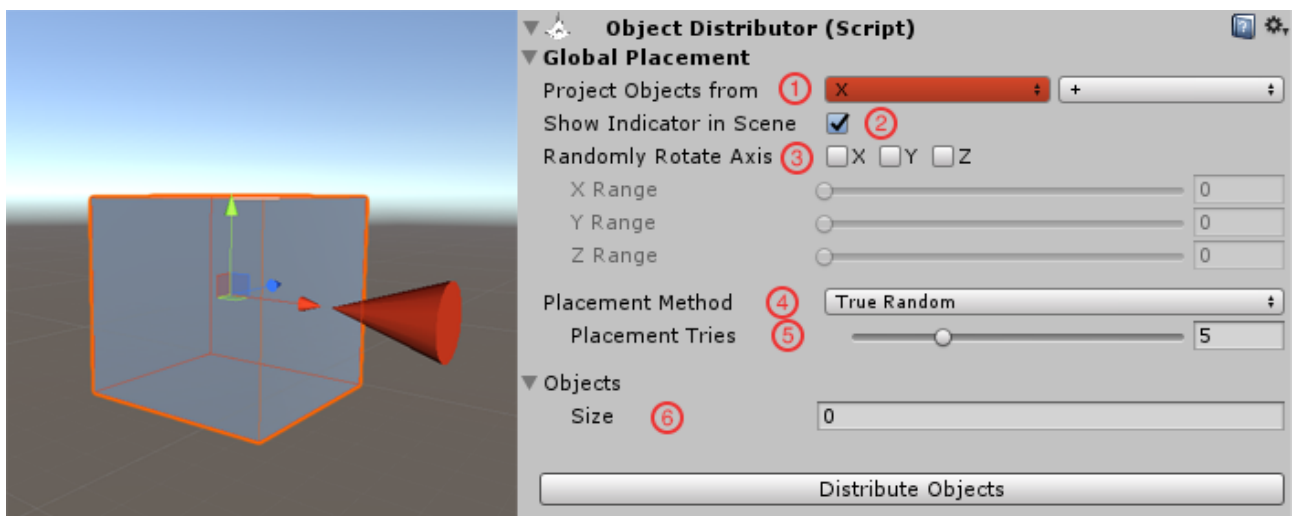 Object Distributor (Script)
Global Placement
Project Objects from 1 X +
Show Indicator in Scene 2
Randomly Rotate Axis 3 X Y Z
X Range 0
Y Range 0
Z Range 0
Placement Method 4 True Random
Placement Tries 5 5
Objects
Size 6 0
Distribute Objects